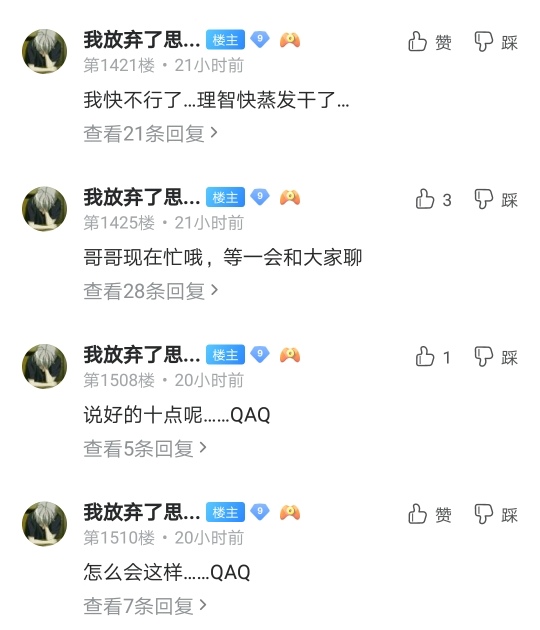 我放弃了思... 楼主 9 6 赞 踩
第1421楼 • 21小时前
我快不行了...理智快蒸发干了...
查看21条回复 >
我放弃了思... 楼主 9 6 3 踩
第1425楼 • 21小时前
哥哥现在忙哦，等一会和大家聊
查看28条回复 >
我放弃了思... 楼主 9 6 1 踩
第1508楼 • 20小时前
说好的十点呢......QAQ
查看5条回复 >
我放弃了思... 楼主 9 6 赞 踩
第1510楼 • 20小时前
怎么会这样......QAQ
查看7条回复 >